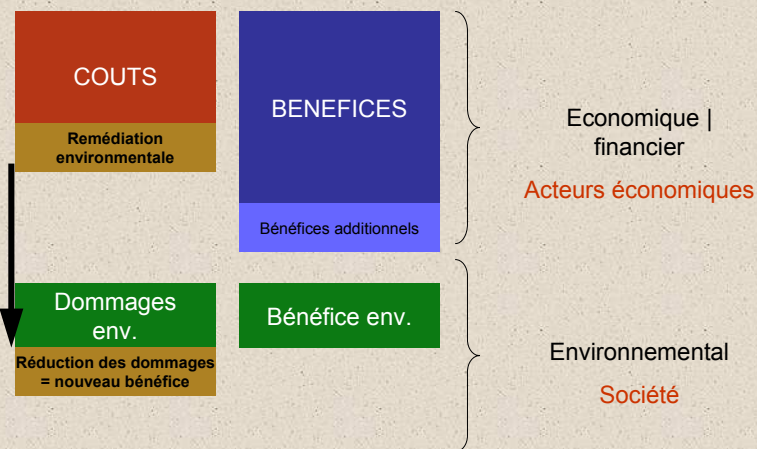 COUTS
Remédiation
environnementale
BENEFICES
Bénéfices additionnels
Economique |
financier
Acteurs économiques
Dommages
env.
Réduction des dommages
= nouveau bénéfice
Bénéfice env.
Environnemental
Société